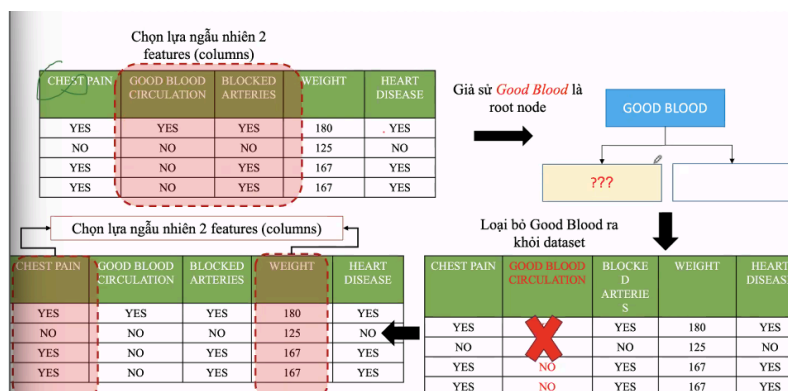 Chọn lựa ngẫu nhiên 2
features (columns)
CHEST PAIN GOOD BLOOD CIRCULATION BLOCKED ARTERIES WEIGHT HEART DISEASE
YES YES YES 180 YES
NO NO NO 125 NO
YES NO YES 167 YES
YES NO YES 167 YES
Giả sử Good Blood là
root node
GOOD BLOOD
???
Loại bỏ Good Blood ra
khỏi dataset
Chọn lựa ngẫu nhiên 2 features (columns)
CHEST PAIN GOOD BLOOD CIRCULATION BLOCKED ARTERIES WEIGHT HEART DISEASE
YES YES YES 180 YES
NO NO NO 125 NO
YES NO YES 167 YES
YES NO YES 167 YES
CHEST PAIN GOOD BLOOD CIRCULATION BLOCKE D ARTERIE S WEIGHT HEART DISEAS
YES YES 180 YES
NO NO 125 NO
YES NO YES 167 YES
YES NO YES 167 YES